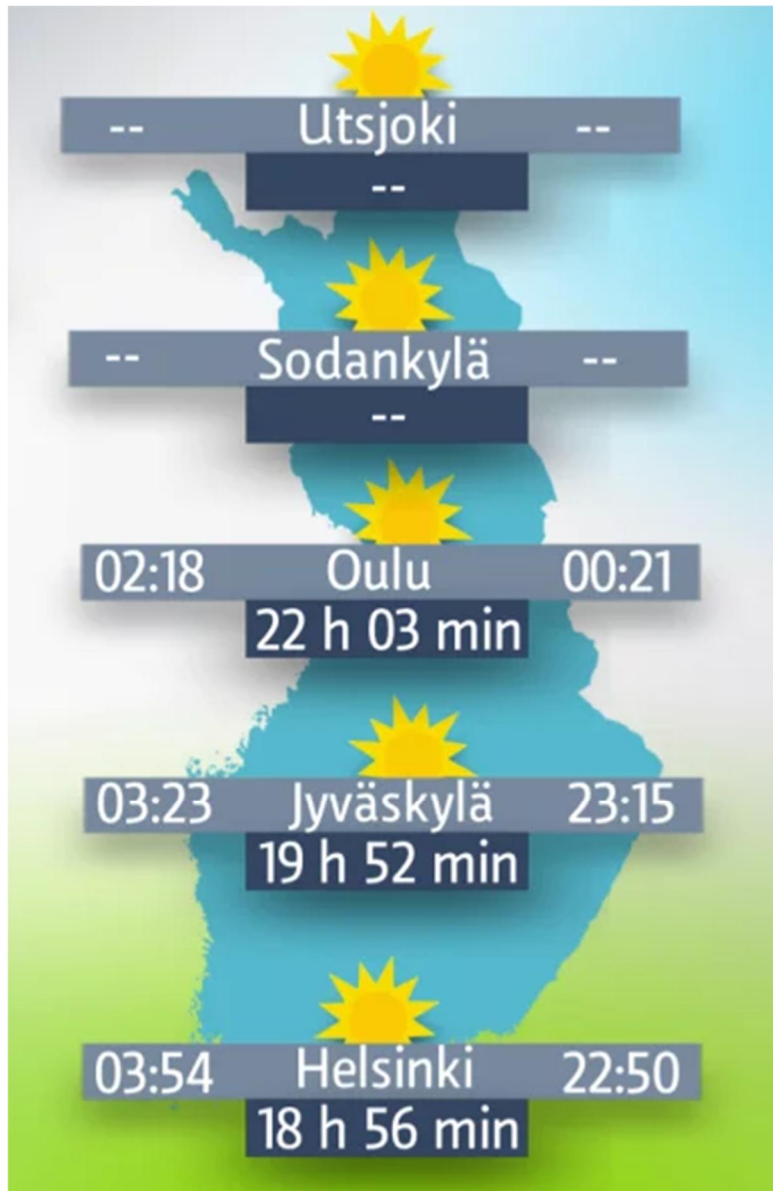 -- Utsjoki --
--
-- Sodankylä --
--
02:18 Oulu 00:21
22 h 03 min
03:23 Jyväskylä 23:15
19 h 52 min
03:54 Helsinki 22:50
18 h 56 min